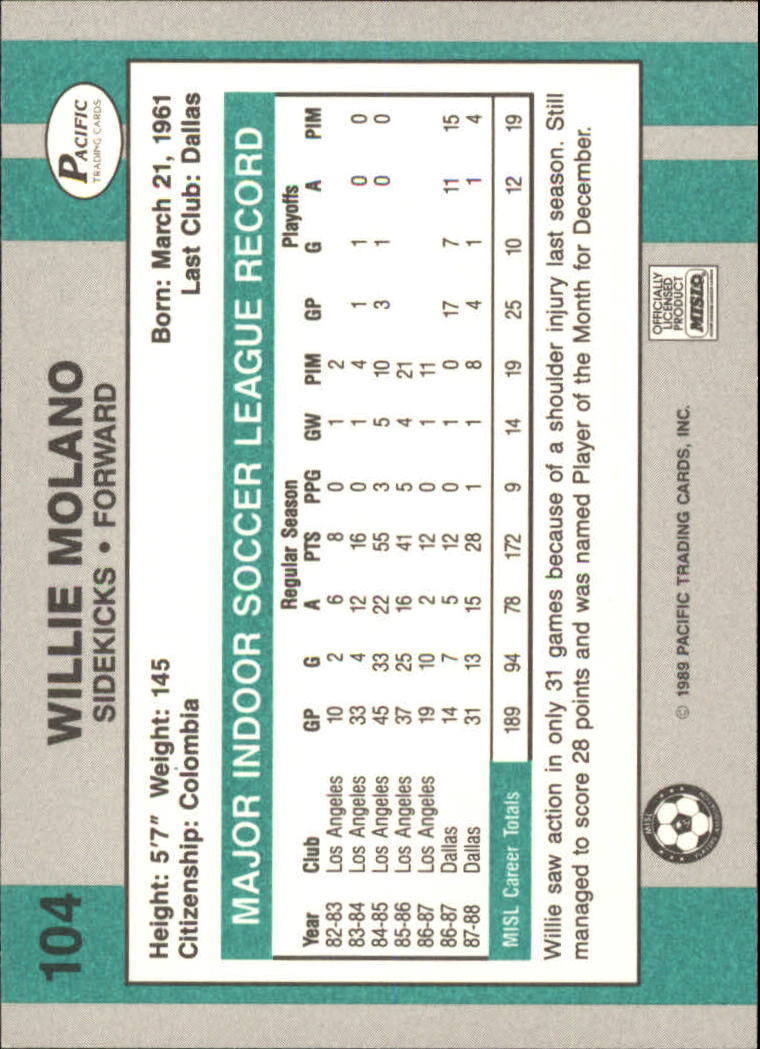 104
WILLIE MOLANO
SIDEKICKS • FORWARD
PACIFIC
TRADING CARDS
Height: 5'7" Weight: 145 Born: March 21, 1961
Citizenship: Colombia Last Club: Dallas
MAJOR INDOOR SOCCER LEAGUE RECORD
Regular Season Playoffs
Year Club GP G A PTS PPG GW PIM GP G A PIM
82-83 Los Angeles 10 2 6 8 0 1 2
83-84 Los Angeles 33 4 12 16 0 1 4 1 1 0 0
84-85 Los Angeles 45 33 22 55 3 5 10 3 1 0 0
85-86 Los Angeles 37 25 16 41 5 4 21
86-87 Los Angeles 19 10 2 12 0 1 11
86-87 Dallas 14 7 5 12 0 1 0 17 7 11 15
87-88 Dallas 31 13 15 28 1 1 8 4 1 1 4
MISL Career Totals 189 94 78 172 9 14 19 25 10 12 19
Willie saw action in only 31 games because of a shoulder injury last season. Still
managed to score 28 points and was named Player of the Month for December.
MISL
© 1989 PACIFIC TRADING CARDS, INC.
OFFICIALLY
LICENSED
PRODUCT
MISL